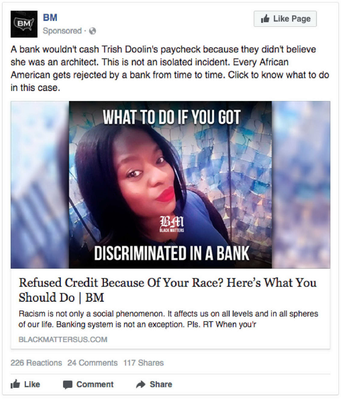 BM
BM
Like Page
Sponsored ·
A bank wouldn't cash Trish Doolin's paycheck because they didn't believe
she was an architect. This is not an isolated incident. Every African
American gets rejected by a bank from time to time. Click to know what to do
in this case.
WHAT TO DO IF YOU GOT
BM
BLACK MATTERS
DISCRIMINATED IN A BANK
Refused Credit Because Of Your Race? Here's What You
Should Do | BM
Racism is not only a social phenomenon. It affects us on all levels and in all spheres
of our life. Banking system is not an exception. Pls. RT When you'r
BLACKMATTERSUS.COM
226 Reactions 24 Comments 117 Shares
Like Comment Share